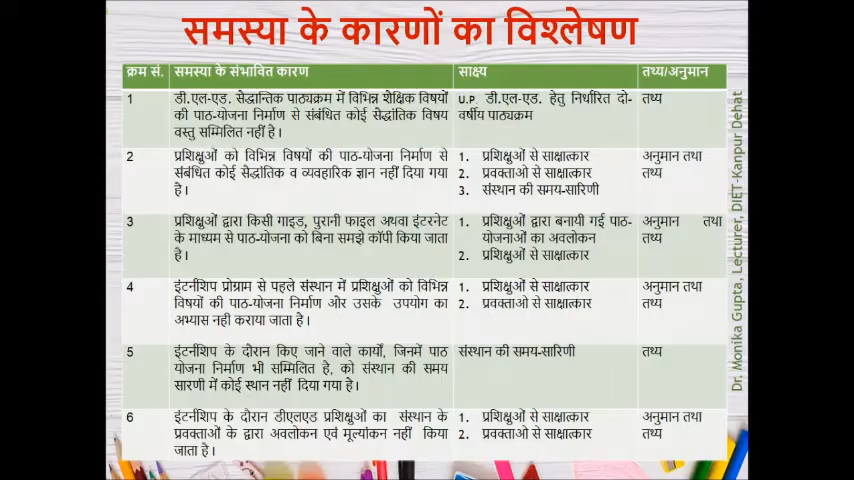 समस्या के कारणों का विश्लेषण
क्रम सं. समस्या के संभावित कारण साक्ष्य तथ्य/अनुमान
1 डी.एल-एड. सैद्धान्तिक पाठ्यक्रम में विभिन्न शैक्षिक विषयों
की पाठ-योजना निर्माण से संबंधित कोई सैद्धांतिक विषय
वस्तु सम्मिलित नहीं है।
U.P. डी.एल-एड. हेतु निर्धारित दो-
वर्षीय पाठ्यक्रम
तथ्य
2 प्रशिक्षुओं को विभिन्न विषयों की पाठ-योजना निर्माण से
संबंधित कोई सैद्धांतिक व व्यवहारिक ज्ञान नहीं दिया गया
है।
1. प्रशिक्षुओं से साक्षात्कार
2. प्रवक्ताओ से साक्षात्कार
3. संस्थान की समय-सारिणी
अनुमान तथा
तथ्य
3 प्रशिक्षुओं द्वारा किसी गाइड, पुरानी फाइल अथवा इंटरनेट
के माध्यम से पाठ-योजना को बिना समझे कॉपी किया जाता
है।
1. प्रशिक्षुओं द्वारा बनायी गई पाठ-
योजनाओं का अवलोकन
2. प्रशिक्षुओं से साक्षात्कार
अनुमान तथा
तथ्य
4 इंटर्नशिप प्रोग्राम से पहले संस्थान में प्रशिक्षुओं को विभिन्न
विषयों की पाठ-योजना निर्माण और उसके उपयोग का
अभ्यास नही कराया जाता है।
1. प्रशिक्षुओं से साक्षात्कार
2. प्रवक्ताओ से साक्षात्कार
अनुमान तथा
तथ्य
5 इंटर्नशिप के दौरान किए जाने वाले कार्यों, जिनमें पाठ
योजना निर्माण भी सम्मिलित है, को संस्थान की समय
सारणी में कोई स्थान नहीं दिया गया है।
संस्थान की समय-सारिणी
तथ्य
6 इंटर्नशिप के दौरान डीएलएड प्रशिक्षुओं का संस्थान के
प्रवक्ताओं के द्वारा अवलोकन एवं मूल्यांकन नहीं किया
जाता है।
1. प्रशिक्षुओं से साक्षात्कार
2. प्रवक्ताओ से साक्षात्कार
अनुमान तथा
तथ्य
Dr. Monika Gupta, Lecturer, DIET-Kanpur Dehat